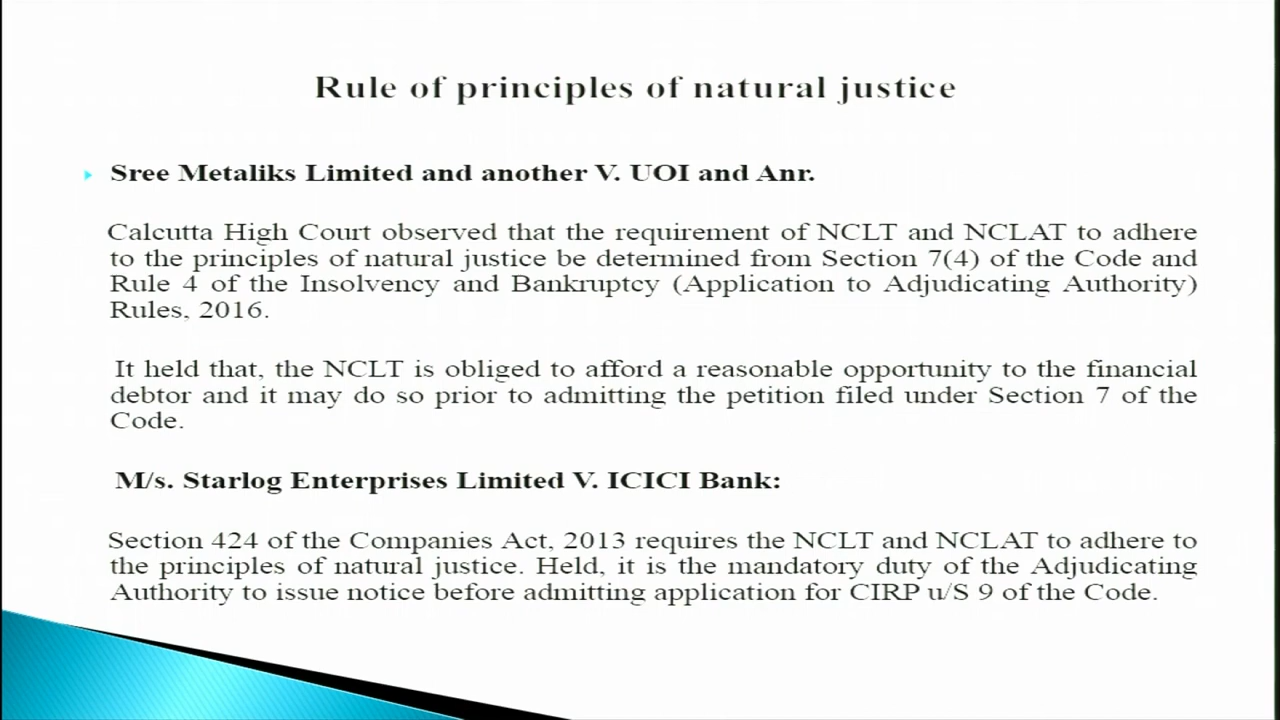 Rule of principles of natural justice
Sree Metaliks Limited and another V. UOI and Anr.
Calcutta High Court observed that the requirement of NCLT and NCLAT to adhere
to the principles of natural justice be determined from Section 7(4) of the Code and
Rule 4 of the Insolvency and Bankruptcy (Application to Adjudicating Authority)
Rules, 2016.
It held that, the NCLT is obliged to afford a reasonable opportunity to the financial
debtor and it may do so prior to admitting the petition filed under Section 7 of the
Code.
M/s. Starlog Enterprises Limited V. ICICI Bank:
Section 424 of the Companies Act, 2013 requires the NCLT and NCLAT to adhere to
the principles of natural justice. Held, it is the mandatory duty of the Adjudicating
Authority to issue notice before admitting application for CIRP u/S 9 of the Code.